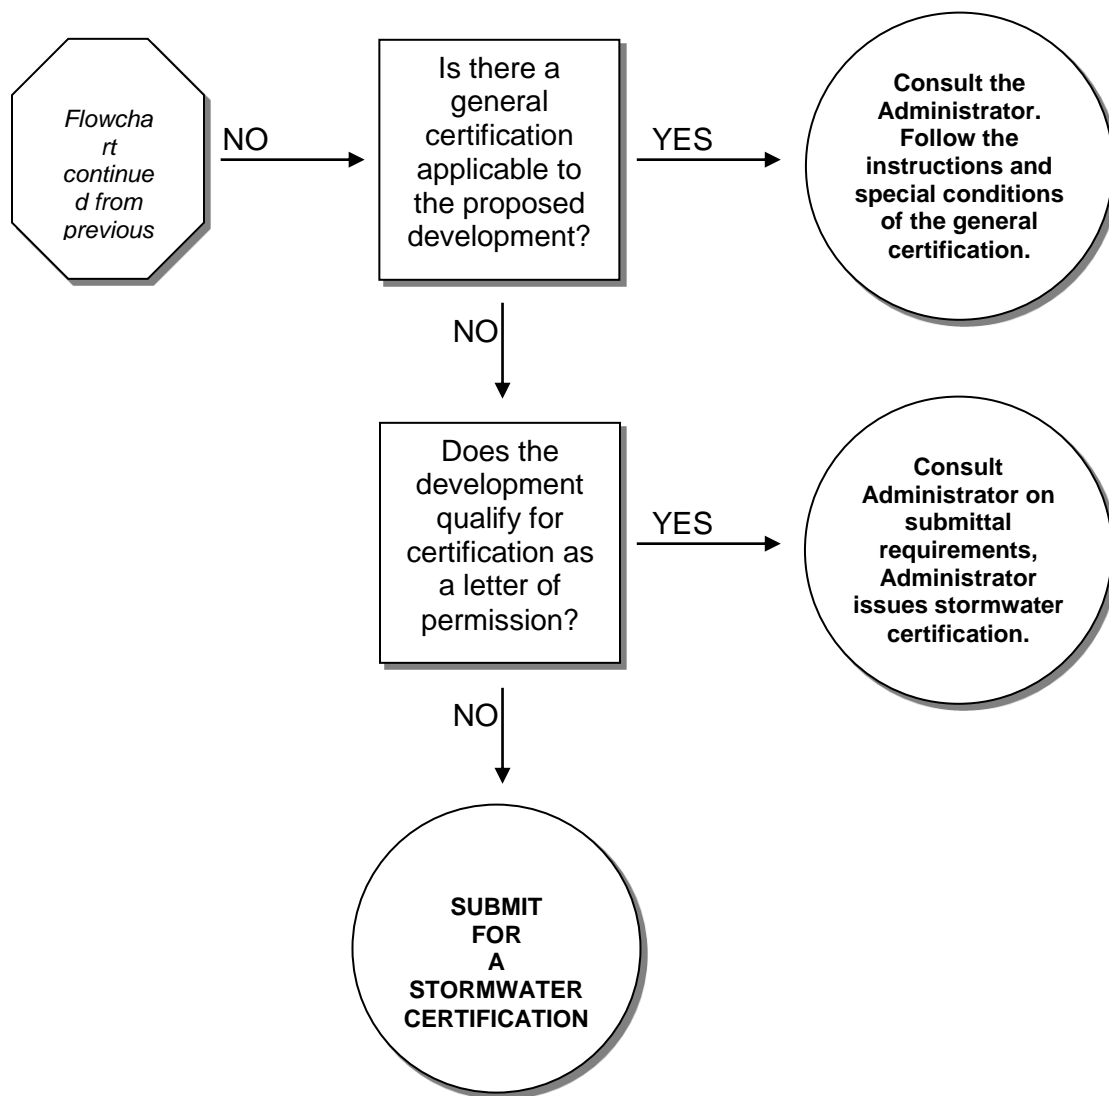 Flowcha
rt
continue
d from
previous
NO
Is there a
general
certification
applicable to
the proposed
development?
YES
Consult the
Administrator.
Follow the
instructions and
special conditions
of the general
certification.
NO
Does the
development
qualify for
certification as
a letter of
permission?
YES
Consult
Administrator on
submittal
requirements,
Administrator
issues stormwater
certification.
NO
SUBMIT
FOR
A
STORMWATER
CERTIFICATION